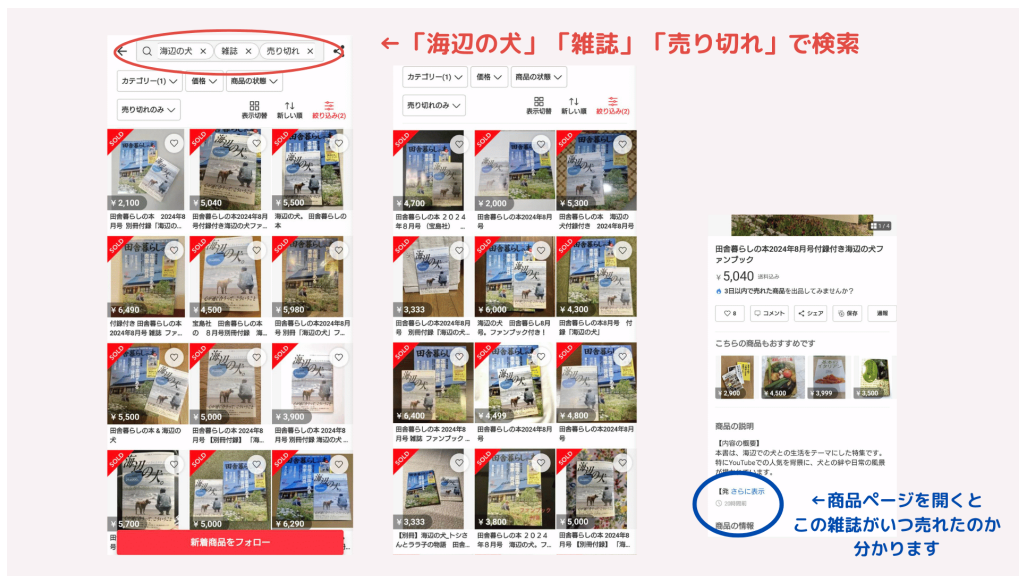 ←「海辺の犬」「雑誌」「売り切れ」で検索
海辺の犬 × 雑誌 × 売り切れ ×
カテゴリー(1) 価格 商品の状態
売り切れのみ
表示切替 新しい順 絞り込み(2)
SOLD SOLD SOLD
¥2,100 ¥5,040 ¥5,500
田舎暮らしの本 2024年8月号 別冊付録「海辺の...
田舎暮らしの本2024年8月号付録付き海辺の犬ファ...
海辺の犬。 田舎暮らしの本
SOLD SOLD SOLD
¥6,490 ¥4,500 ¥5,980
付録付き 田舎暮らしの本 2024年8月号 雑誌 ファ...
宝島社 田舎暮らしの本 8月号別冊付録 海...
田舎暮らしの本2024年8月号 別冊「海辺の犬」フ...
SOLD SOLD SOLD
¥5,500 ¥5,000 ¥3,900
田舎暮らしの本 & 海辺の犬
田舎暮らしの本 2024年8月号 【別冊付録】「海...
田舎暮らしの本 2024年8月号 別冊付録 海辺の犬...
SOLD SOLD SOLD
¥5,700 ¥5,000 ¥6,290
新着商品をフォロー
カテゴリー(1) 価格 商品の状態
売り切れのみ
表示切替 新しい順 絞り込み(2)
SOLD SOLD SOLD
¥4,700 ¥2,000 ¥5,300
田舎暮らしの本 2024年8月号 (宝島社) ...
田舎暮らしの本2024年8月号
田舎暮らしの本 海辺の犬付録付き 2024年8月号
SOLD SOLD SOLD
¥3,333 ¥6,000 ¥4,300
田舎暮らしの本2024年8月号 別冊付録「海辺の犬...
海辺の犬 田舎暮らし8月号。ファンブック付き!
田舎暮らしの本8月号 付録「海辺の犬」
SOLD SOLD SOLD
¥6,400 ¥4,499 ¥4,800
田舎暮らしの本 2024年8月号 雑誌 ファンブック...
田舎暮らしの本2024年8月号
田舎暮らしの本2024年8月号
SOLD SOLD SOLD
¥3,333 ¥3,800 ¥5,000
【別冊】海辺の犬_トシさんとララ子の物語 田舎...
田舎暮らしの本 2024年8月号 海辺の犬。フ...
田舎暮らしの本 2024年8月号 【別冊付録】「海...
1/4
田舎暮らしの本2024年8月号付録付き海辺の犬ファンブック
¥5,040 送料込み
3日以内で売れた商品を出品してみませんか?
8 コメント シェア 保存 通報
こちらの商品もおすすめです
¥2,900 ¥4,500 ¥3,999 ¥3,500
商品の説明
【内容の概要】
本書は、海辺での犬との生活をテーマにした特集です。
特にYouTubeでの人気を背景に、犬との絆や日常の風景
【発 さらに表示
商品の情報
←商品ページを開くと
この雑誌がいつ売れたのか
分かります